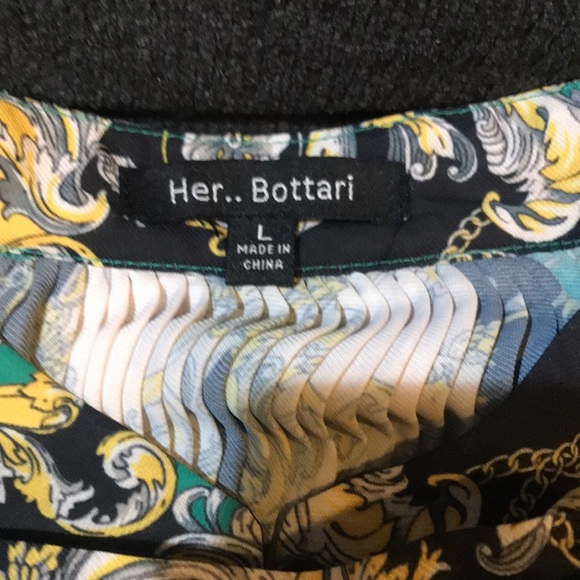 Her.. Bottari
L
MADE IN
CHINA